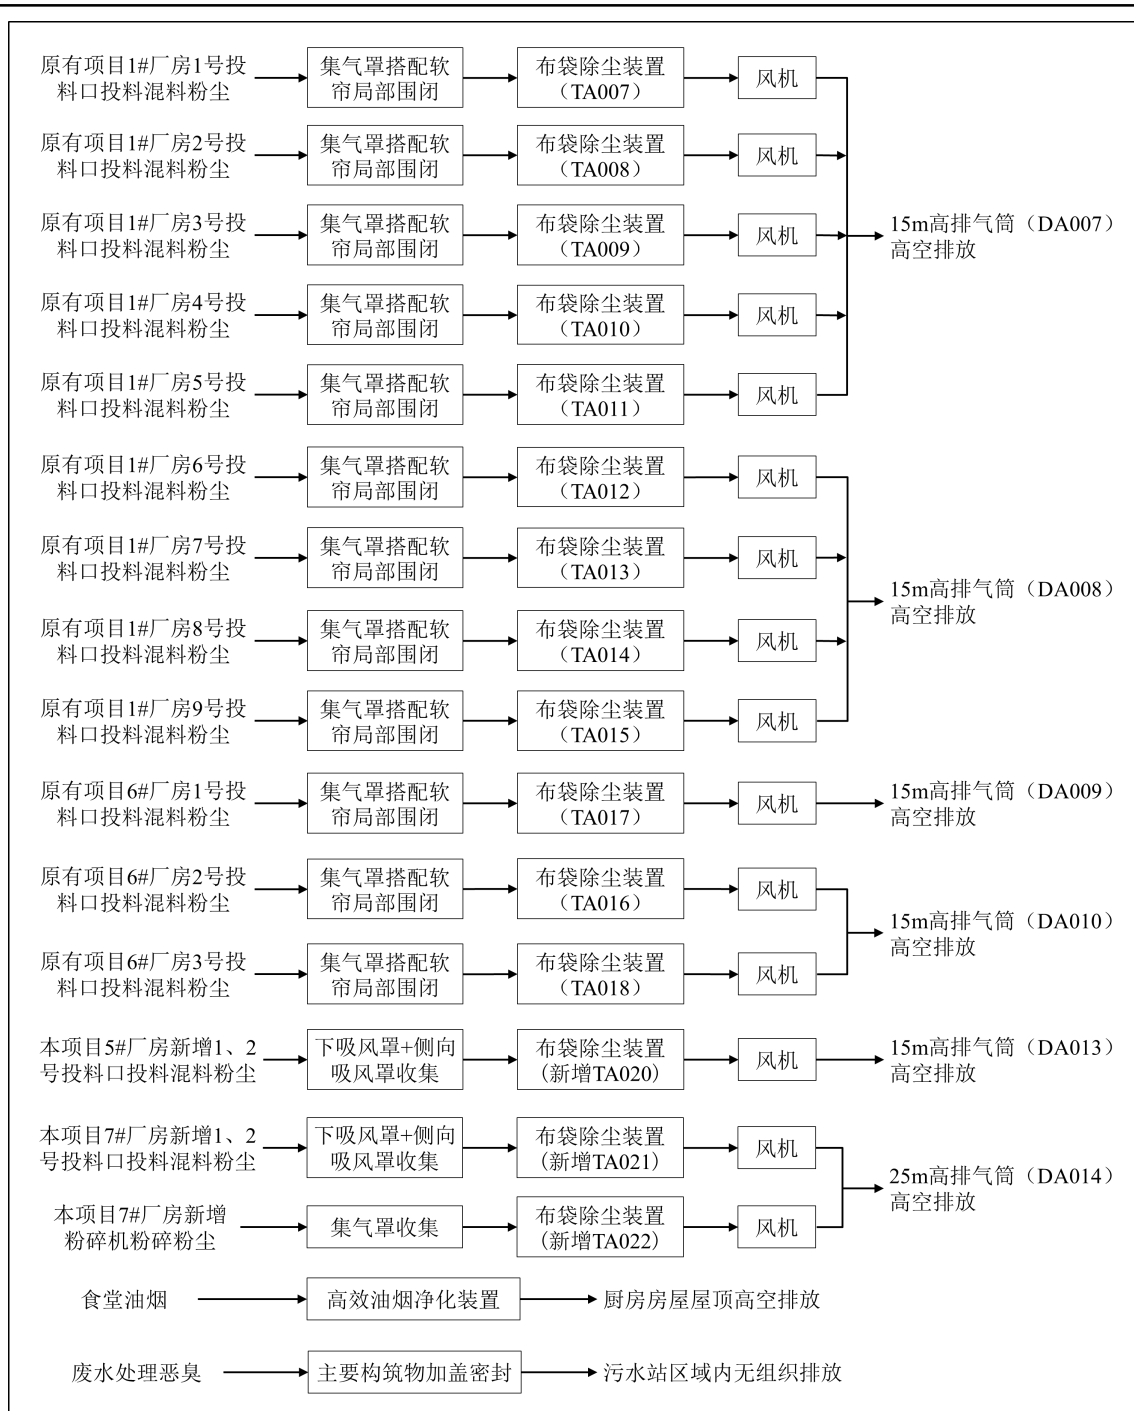 原有项目1#厂房1号投
料口投料混料粉尘
集气罩搭配软
帘局部围闭
布袋除尘装置
（TA007）
风机
原有项目1#厂房2号投
料口投料混料粉尘
集气罩搭配软
帘局部围闭
布袋除尘装置
（TA008）
风机
原有项目1#厂房3号投
料口投料混料粉尘
集气罩搭配软
帘局部围闭
布袋除尘装置
（TA009）
风机
15m高排气筒（DA007）
高空排放
原有项目1#厂房4号投
料口投料混料粉尘
集气罩搭配软
帘局部围闭
布袋除尘装置
（TA010）
风机
原有项目1#厂房5号投
料口投料混料粉尘
集气罩搭配软
帘局部围闭
布袋除尘装置
（TA011）
风机
原有项目1#厂房6号投
料口投料混料粉尘
集气罩搭配软
帘局部围闭
布袋除尘装置
（TA012）
风机
原有项目1#厂房7号投
料口投料混料粉尘
集气罩搭配软
帘局部围闭
布袋除尘装置
（TA013）
风机
15m高排气筒（DA008）
高空排放
原有项目1#厂房8号投
料口投料混料粉尘
集气罩搭配软
帘局部围闭
布袋除尘装置
（TA014）
风机
原有项目1#厂房9号投
料口投料混料粉尘
集气罩搭配软
帘局部围闭
布袋除尘装置
（TA015）
风机
原有项目6#厂房1号投
料口投料混料粉尘
集气罩搭配软
帘局部围闭
布袋除尘装置
（TA017）
风机
15m高排气筒（DA009）
高空排放
原有项目6#厂房2号投
料口投料混料粉尘
集气罩搭配软
帘局部围闭
布袋除尘装置
（TA016）
风机
15m高排气筒（DA010）
高空排放
原有项目6#厂房3号投
料口投料混料粉尘
集气罩搭配软
帘局部围闭
布袋除尘装置
（TA018）
风机
本项目5#厂房新增1、2
号投料口投料混料粉尘
下吸风罩+侧向
吸风罩收集
布袋除尘装置
(新增TA020)
风机
15m高排气筒（DA013）
高空排放
本项目7#厂房新增1、2
号投料口投料混料粉尘
下吸风罩+侧向
吸风罩收集
布袋除尘装置
(新增TA021)
风机
25m高排气筒（DA014）
高空排放
本项目7#厂房新增
粉碎机粉碎粉尘
集气罩收集
布袋除尘装置
(新增TA022)
风机
食堂油烟
高效油烟净化装置
厨房房屋屋顶高空排放
废水处理恶臭
主要构筑物加盖密封
污水站区域内无组织排放